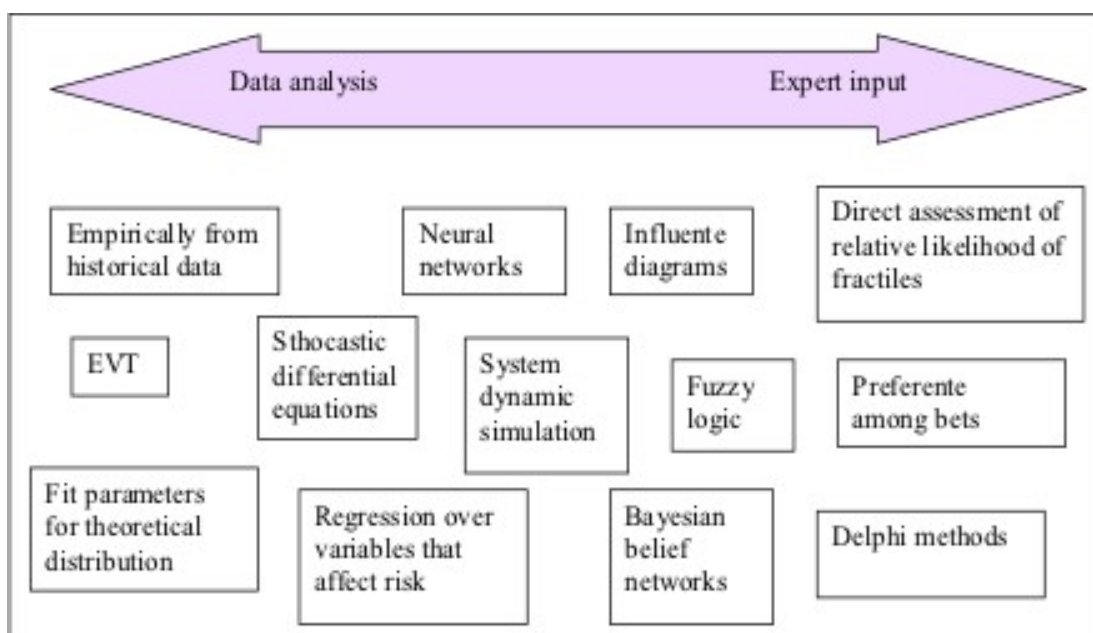 Data analysis
Expert input
Empirically from
historical data
Neural
networks
Influente
diagrams
Direct assessment of
relative likelihood of
fractiles
EVT
Sthocastic
differential
equations
System
dynamic
simulation
Fuzzy
logic
Preferente
among bets
Fit parameters
for theoretical
distribution
Regression over
variables that
affect risk
Bayesian
belief
networks
Delphi methods